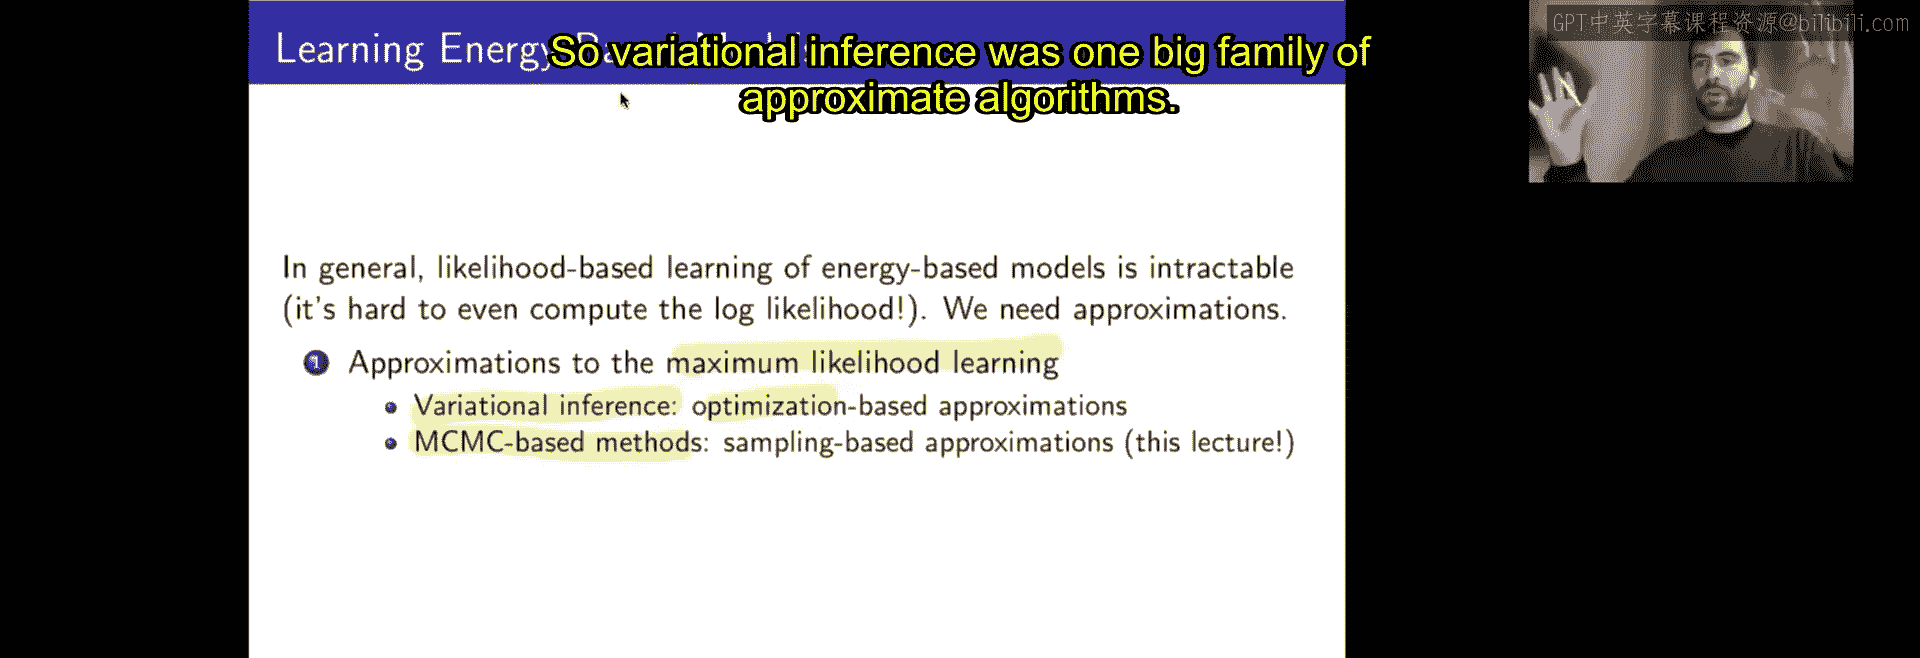 Learning Energy
So variational inference was one big family of
approximate algorithms.
GPT中英字幕课程资源@bilibili.com
In general, likelihood-based learning of energy-based models is intractable
(it's hard to even compute the log likelihood!). We need approximations.
1 Approximations to the maximum likelihood learning
• Variational inference: optimization-based approximations
• MCMC-based methods: sampling-based approximations (this lecture!)